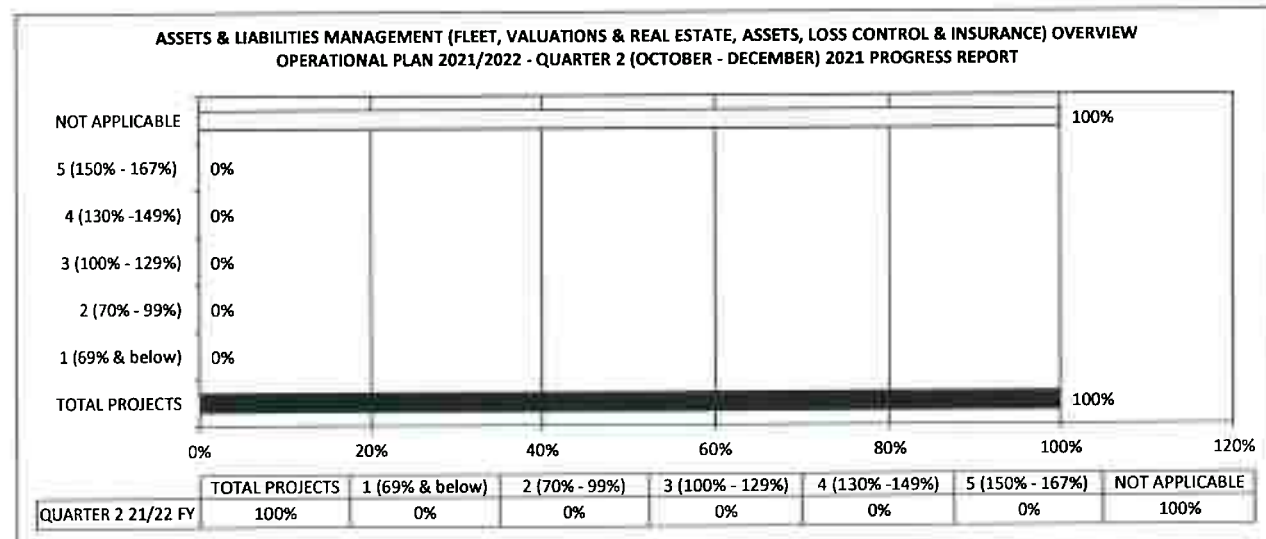 ASSETS & LIABILITIES MANAGEMENT (FLEET, VALUATIONS & REAL ESTATE, ASSETS, LOSS CONTROL & INSURANCE) OVERVIEW
OPERATIONAL PLAN 2021/2022 - QUARTER 2 (OCTOBER - DECEMBER) 2021 PROGRESS REPORT
NOT APPLICABLE 100%
5 (150% - 167%) 0%
4 (130% -149%) 0%
3 (100% - 129%) 0%
2 (70% - 99%) 0%
1 (69% & below) 0%
TOTAL PROJECTS 100%
0% 20% 40% 60% 80% 100% 120%
TOTAL PROJECTS 1 (69% & below) 2 (70% - 99%) 3 (100% - 129%) 4 (130% -149%) 5 (150% - 167%) NOT APPLICABLE
QUARTER 2 21/22 FY 100% 0% 0% 0% 0% 0% 100%